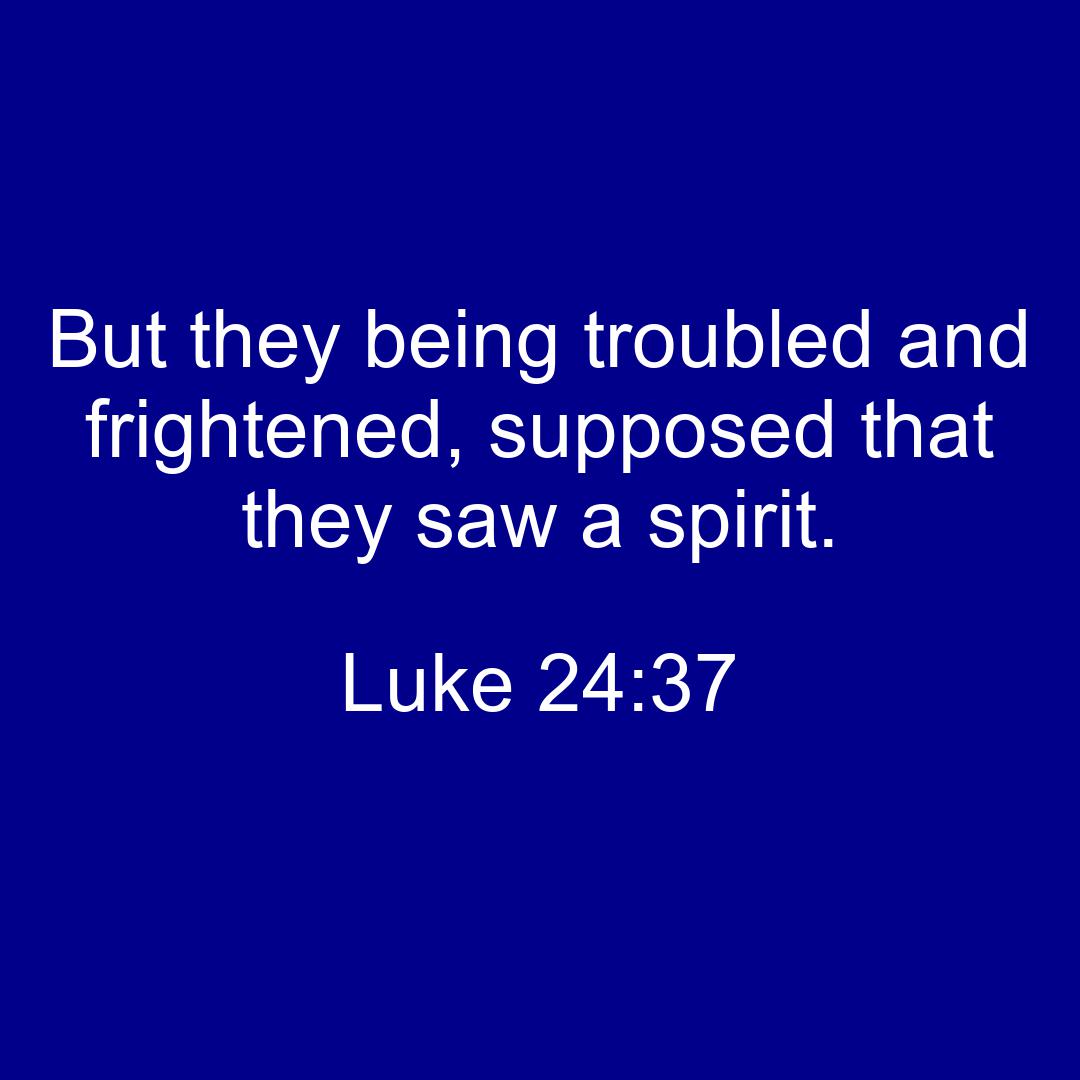 But they being troubled and
frightened, supposed that
they saw a spirit.
Luke 24:37